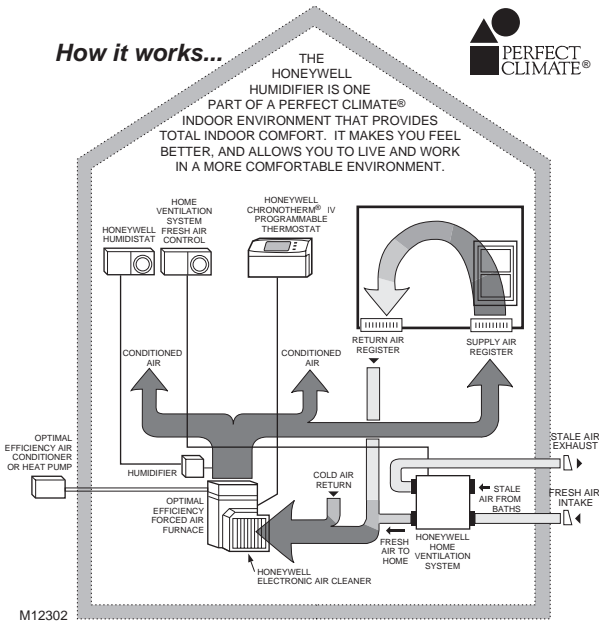 How it works...
PERFECT
CLIMATE®
THE
HONEYWELL
HUMIDIFIER IS ONE
PART OF A PERFECT CLIMATE®
INDOOR ENVIRONMENT THAT PROVIDES
TOTAL INDOOR COMFORT. IT MAKES YOU FEEL
BETTER, AND ALLOWS YOU TO LIVE AND WORK
IN A MORE COMFORTABLE ENVIRONMENT.
HONEYWELL
HUMIDISTAT
HOME
VENTILATION
SYSTEM
FRESH AIR
CONTROL
HONEYWELL
CHRONOTHERM® IV
PROGRAMMABLE
THERMOSTAT
RETURN AIR
REGISTER
SUPPLY AIR
REGISTER
CONDITIONED
AIR
CONDITIONED
AIR
OPTIMAL
EFFICIENCY AIR
CONDITIONER
OR HEAT PUMP
HUMIDIFIER
OPTIMAL
EFFICIENCY
FORCED AIR
FURNACE
COLD AIR
RETURN
STALE AIR
EXHAUST
STALE
AIR FROM
BATHS
FRESH AIR
INTAKE
FRESH
AIR TO
HOME
HONEYWELL
HOME
VENTILATION
SYSTEM
HONEYWELL
ELECTRONIC AIR CLEANER
M12302